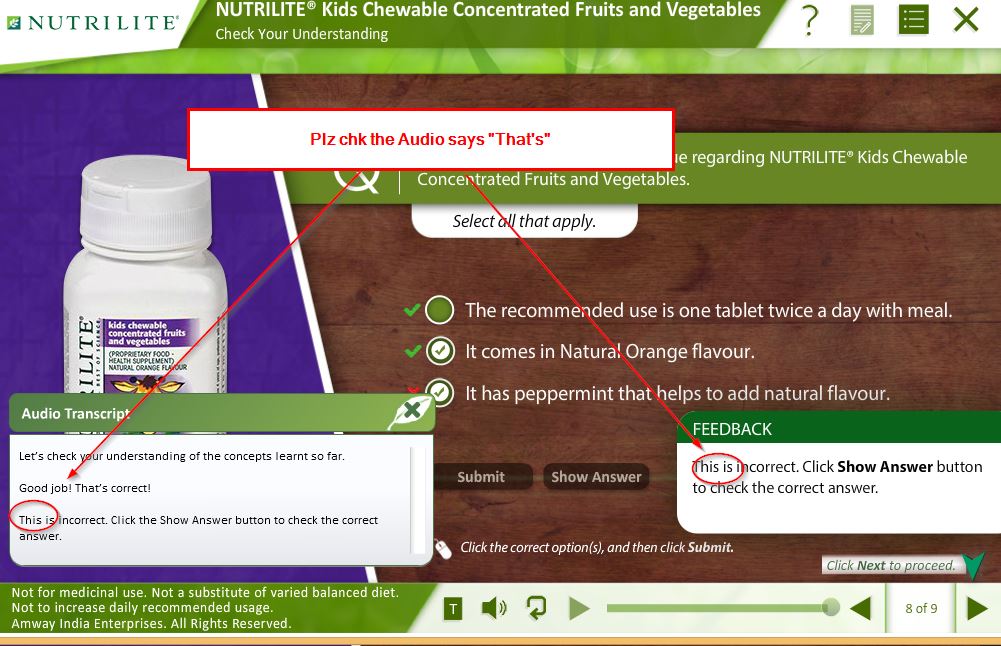 NUTRILITE®
NUTRILITE® Kids Chewable Concentrated Fruits and Vegetables
Check Your Understanding
?
Plz chk the Audio says "That's"
ue regarding NUTRILITE® Kids Chewable
Concentrated Fruits and Vegetables.
Select all that apply.
The recommended use is one tablet twice a day with meal.
It comes in Natural Orange flavour.
It has peppermint that helps to add natural flavour.
RILITE
kids chewable
concentrated fruits
and vegetables
(PROPRIETARY FOOD -
HEALTH SUPPLEMENT)
NATURAL ORANGE FLAVOUR
Audio Transcript
Let's check your understanding of the concepts learnt so far.
Good job! That's correct!
This is incorrect. Click the Show Answer button to check the correct
answer.
Submit
Show Answer
FEEDBACK
This is incorrect. Click Show Answer button
to check the correct answer.
Click the correct option(s), and then click Submit.
Click Next to proceed.
Not for medicinal use. Not a substitute of varied balanced diet.
Not to increase daily recommended usage.
Amway India Enterprises. All Rights Reserved.
T
8 of 9